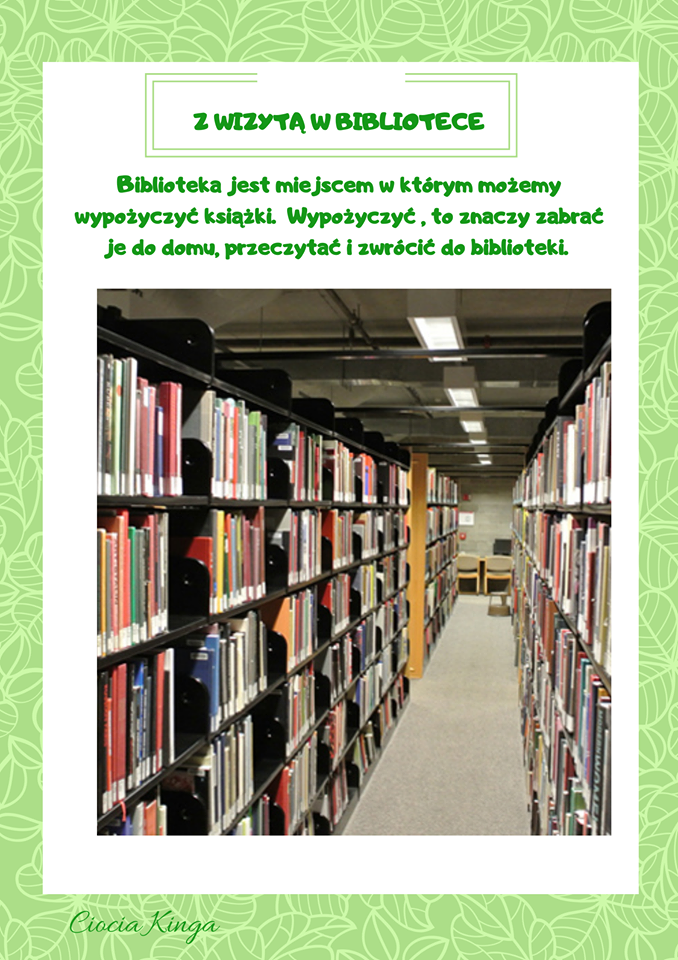 Z WIZYTĄ W BIBLIOTECE
Biblioteka jest miejscem w którym możemy
wypożyczyć książki. Wypożyczyć , to znaczy zabrać
je do domu, przeczytać i zwrócić do biblioteki.
Ciocia Kinga